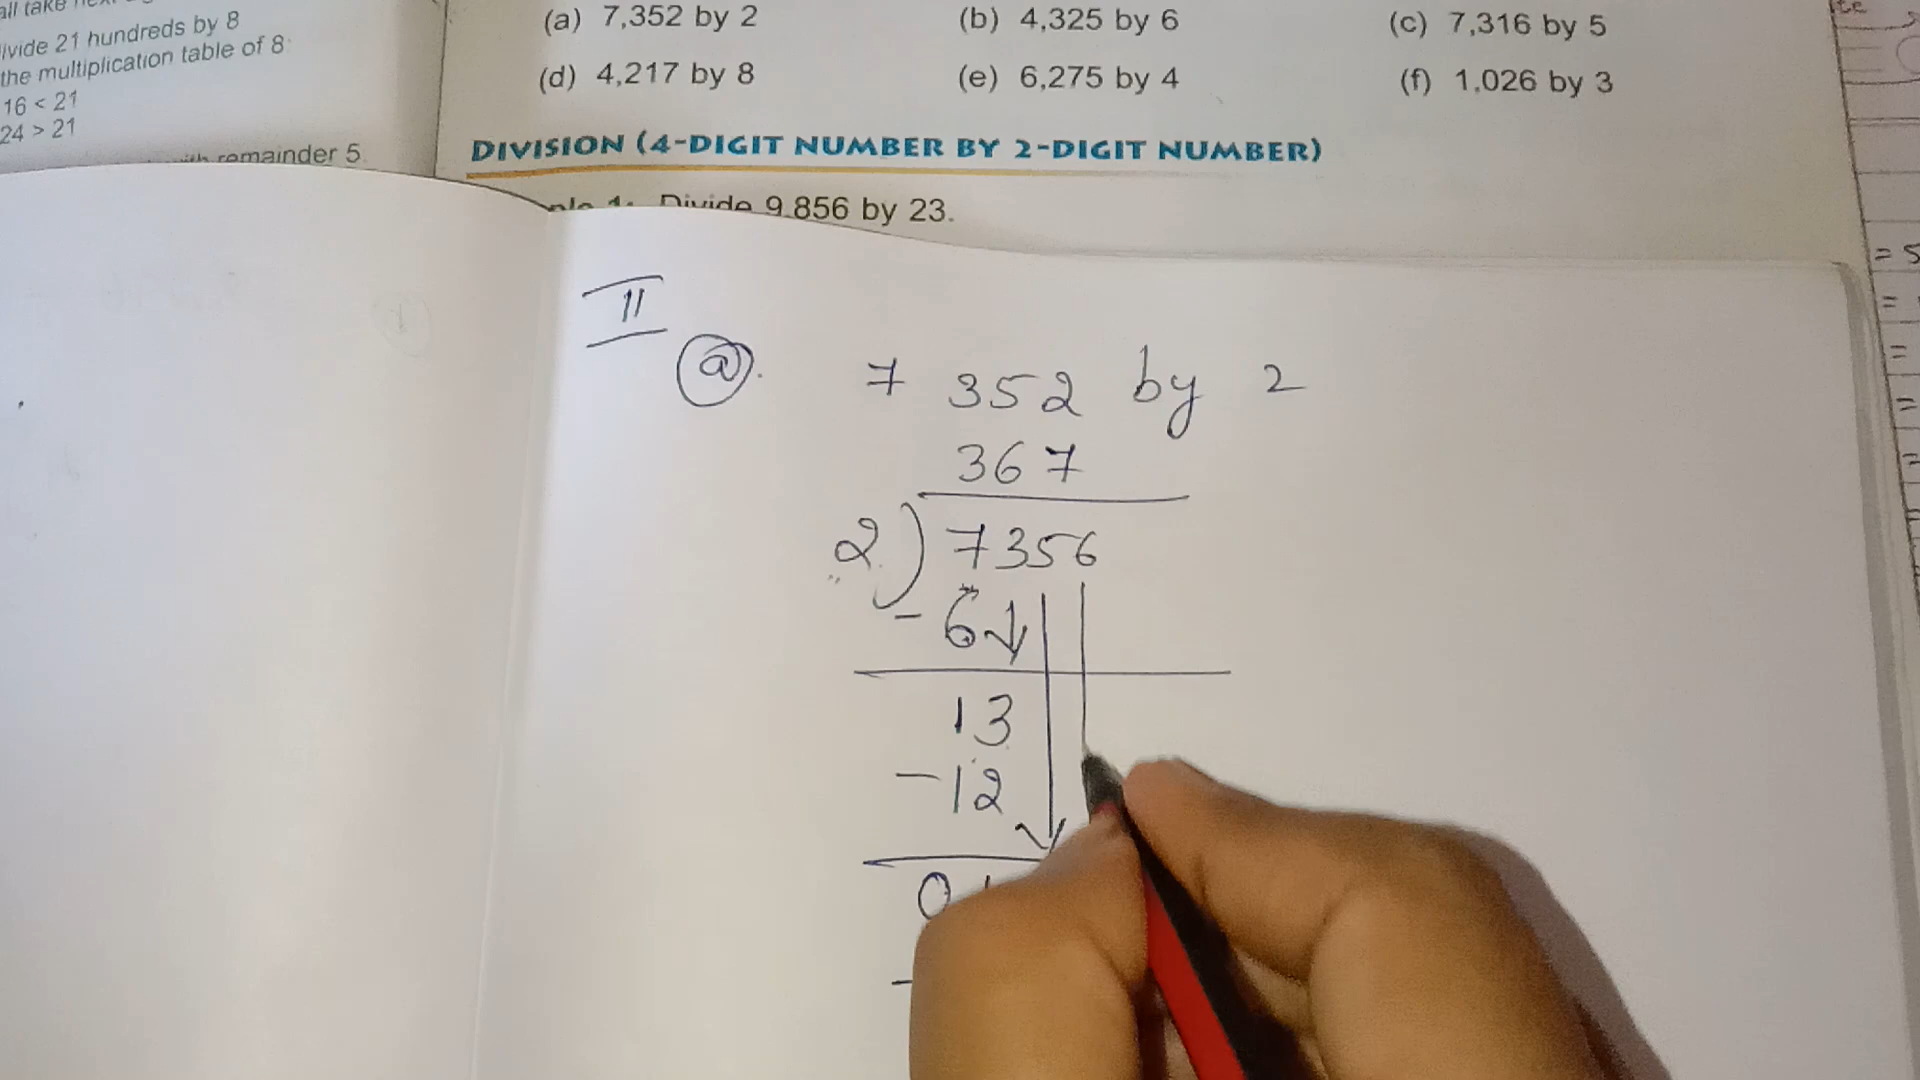 all take
ivide 21 hundreds by 8
the multiplication table of 8:
16 < 21
24 > 21
remainder 5
(a) 7,352 by 2 (b) 4,325 by 6 (c) 7,316 by 5
(d) 4,217 by 8 (e) 6,275 by 4 (f) 1,026 by 3
DIVISION (4-DIGIT NUMBER BY 2-DIGIT NUMBER)
Divide 9,856 by 23.
II
(a). 7 352 by 2
367
2) 7356
- 6
13
- 12
0
-
= 5
=
=
=
=